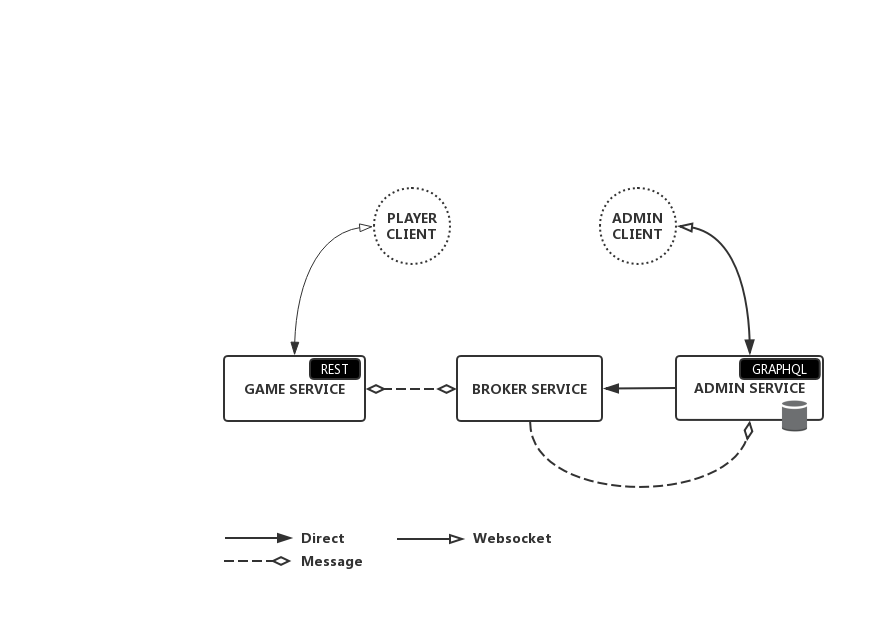 PLAYER
CLIENT
ADMIN
CLIENT
REST
GAME SERVICE
BROKER SERVICE
GRAPHQL
ADMIN SERVICE
Direct
Websocket
Message